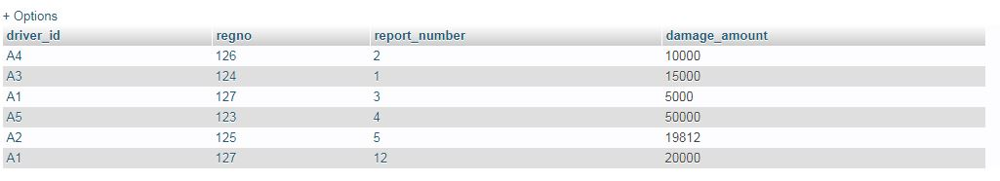 + Options
driver_id regno report_number damage_amount
A4 126 2 10000
A3 124 1 15000
A1 127 3 5000
A5 123 4 50000
A2 125 5 19812
A1 127 12 20000